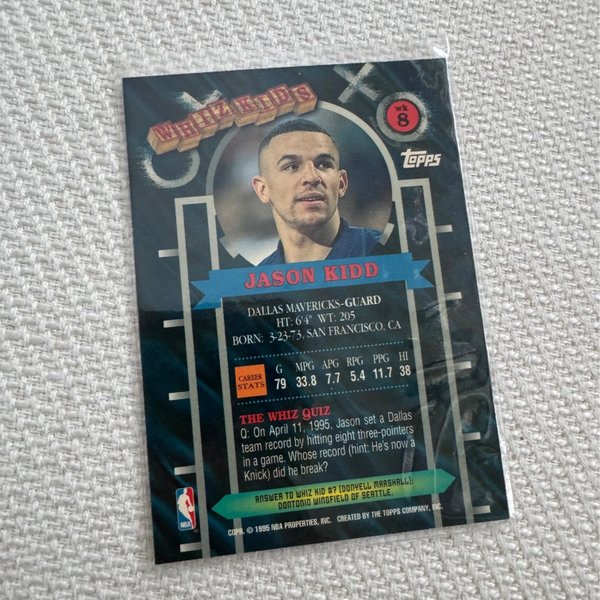 WHIZ KIDS
wk
8
TOPPS
JASON KIDD
DALLAS MAVERICKS–GUARD
HT: 6'4" WT: 205
BORN: 3-23-73, SAN FRANCISCO, CA
CAREER STATS
G MPG APG RPG PPG HI
79 33.8 7.7 5.4 11.7 38
THE WHIZ QUIZ
Q: On April 11, 1995, Jason set a Dallas
team record by hitting eight three-pointers
in a game. Whose record (hint: He's now a
Knick) did he break?
ANSWER TO WHIZ KID #7 (DONYELL MARSHALL):
DONTONIO WINGFIELD OF SEATTLE.
NBA
COPR. © 1995 NBA PROPERTIES, INC. CREATED BY THE TOPPS COMPANY, INC.